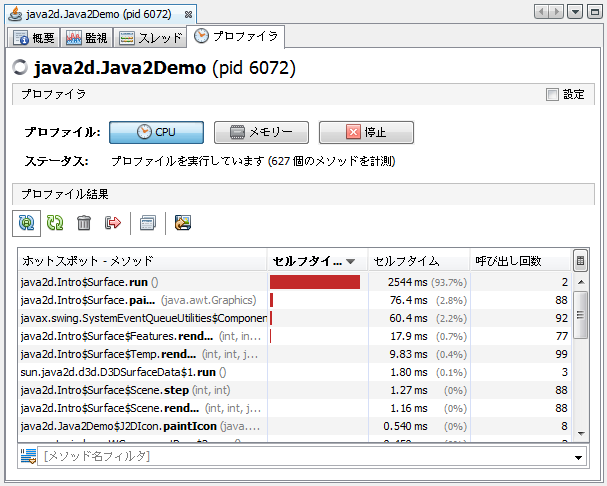 java2d.Java2Demo (pid 6072)
概要 監視 スレッド プロファイラ
java2d.Java2Demo (pid 6072)
プロファイラ 設定
プロファイル: CPU メモリー 停止
ステータス: プロファイルを実行しています (627 個のメソッドを計測)
プロファイル結果
ホットスポット - メソッド セルフタイ... セルフタイム 呼び出し回数
java2d.Intro$Surface.run () 2544 ms (93.7%) 2
java2d.Intro$Surface.pai... (java.awt.Graphics) 76.4 ms (2.8%) 88
javax.swing.SystemEventQueueUtilities$Component 60.4 ms (2.2%) 92
java2d.Intro$Surface$Features.rend... (int, in... 17.9 ms (0.7%) 77
java2d.Intro$Surface$Temp.rend... (int, int, j... 9.83 ms (0.4%) 99
sun.java2d.d3d.D3DSurfaceData$1.run () 1.80 ms (0.1%) 3
java2d.Intro$Surface$Scene.step (int, int) 1.27 ms (0%) 88
java2d.Intro$Surface$Scene.rend... (int, int, j... 1.16 ms (0%) 88
java2d.Java2Demo$J2DIcon.paintIcon (java.... 0.540 ms (0%) 8
[メソッド名フィルタ]